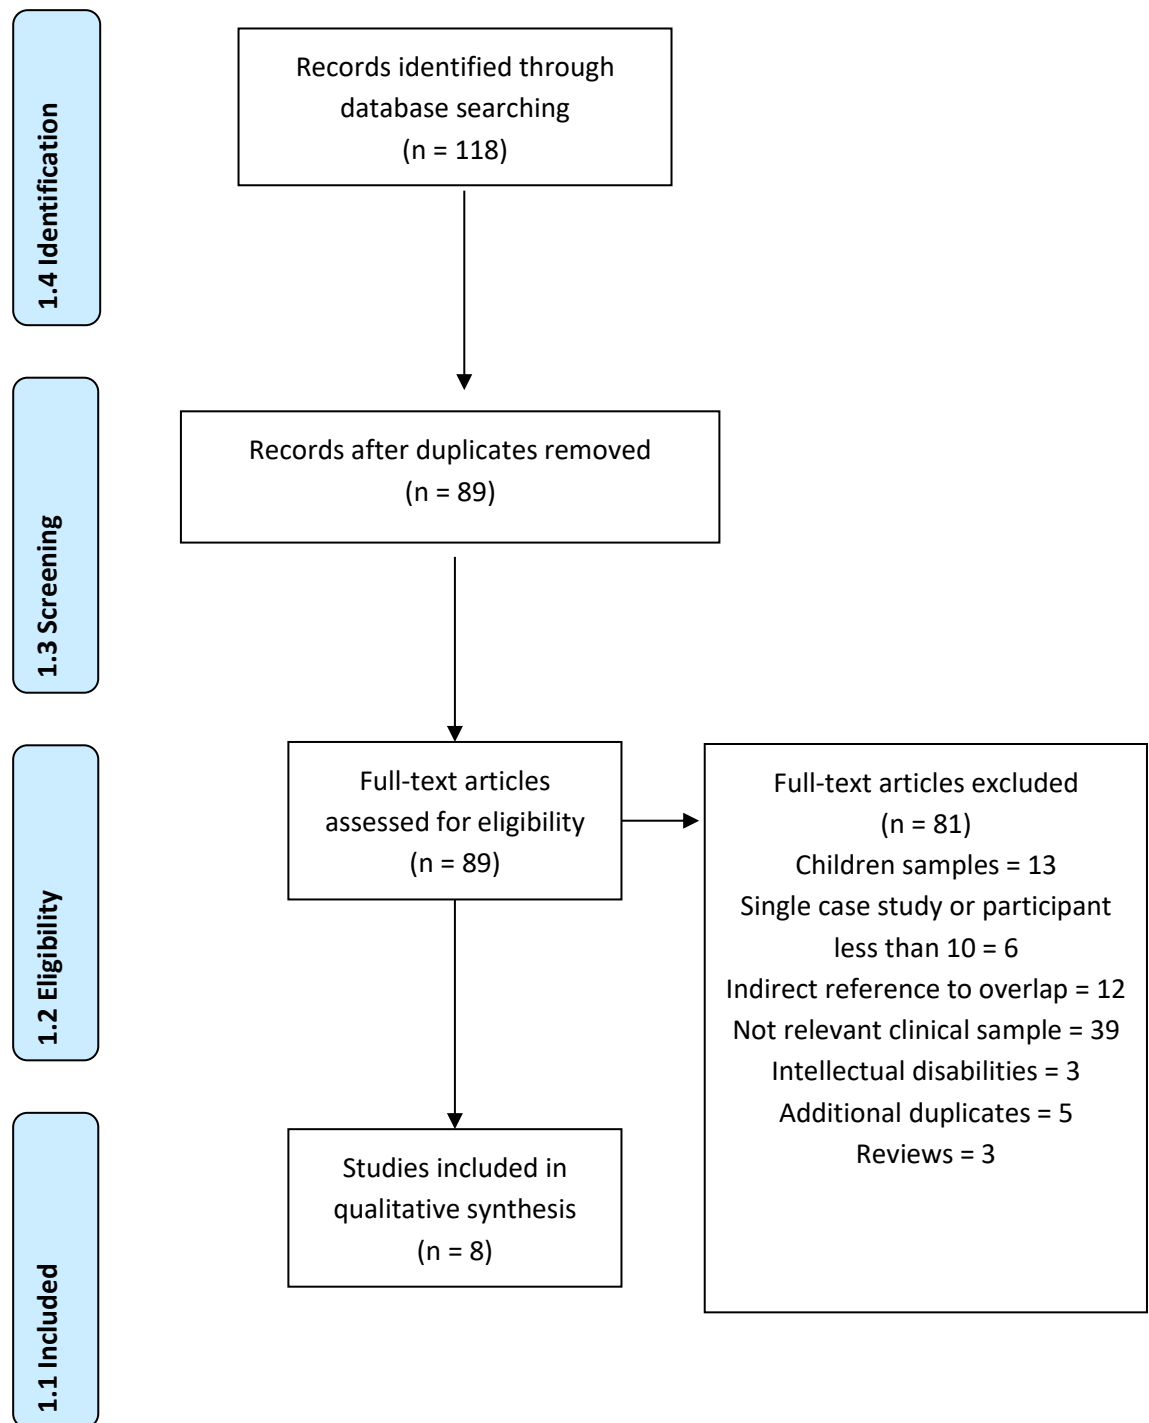 1.4 Identification
Records identified through
database searching
(n = 118)
1.3 Screening
Records after duplicates removed
(n = 89)
1.2 Eligibility
Full-text articles
assessed for eligibility
(n = 89)
Full-text articles excluded
(n = 81)
Children samples = 13
Single case study or participant
less than 10 = 6
Indirect reference to overlap = 12
Not relevant clinical sample = 39
Intellectual disabilities = 3
Additional duplicates = 5
Reviews = 3
1.1 Included
Studies included in
qualitative synthesis
(n = 8)